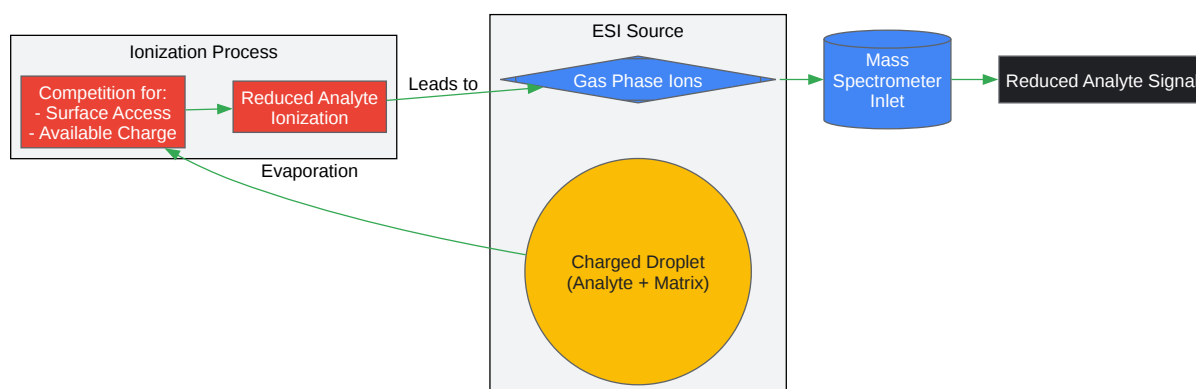 Ionization Process
Competition for:
- Surface Access
- Available Charge
Reduced Analyte
Ionization
Leads to
Evaporation
ESI Source
Gas Phase Ions
Charged Droplet
(Analyte + Matrix)
Mass
Spectrometer
Inlet
Reduced Analyte Signal